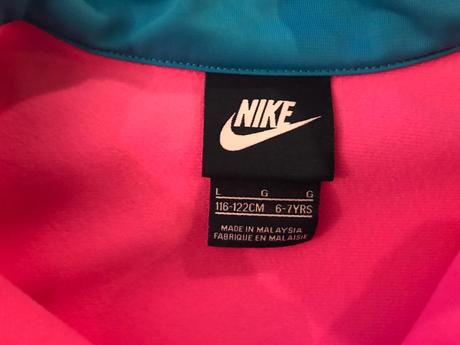 NIKE
L G G
116-122CM 6-7YRS
MADE IN MALAYSIA
FABRIQUE EN MALAISIE